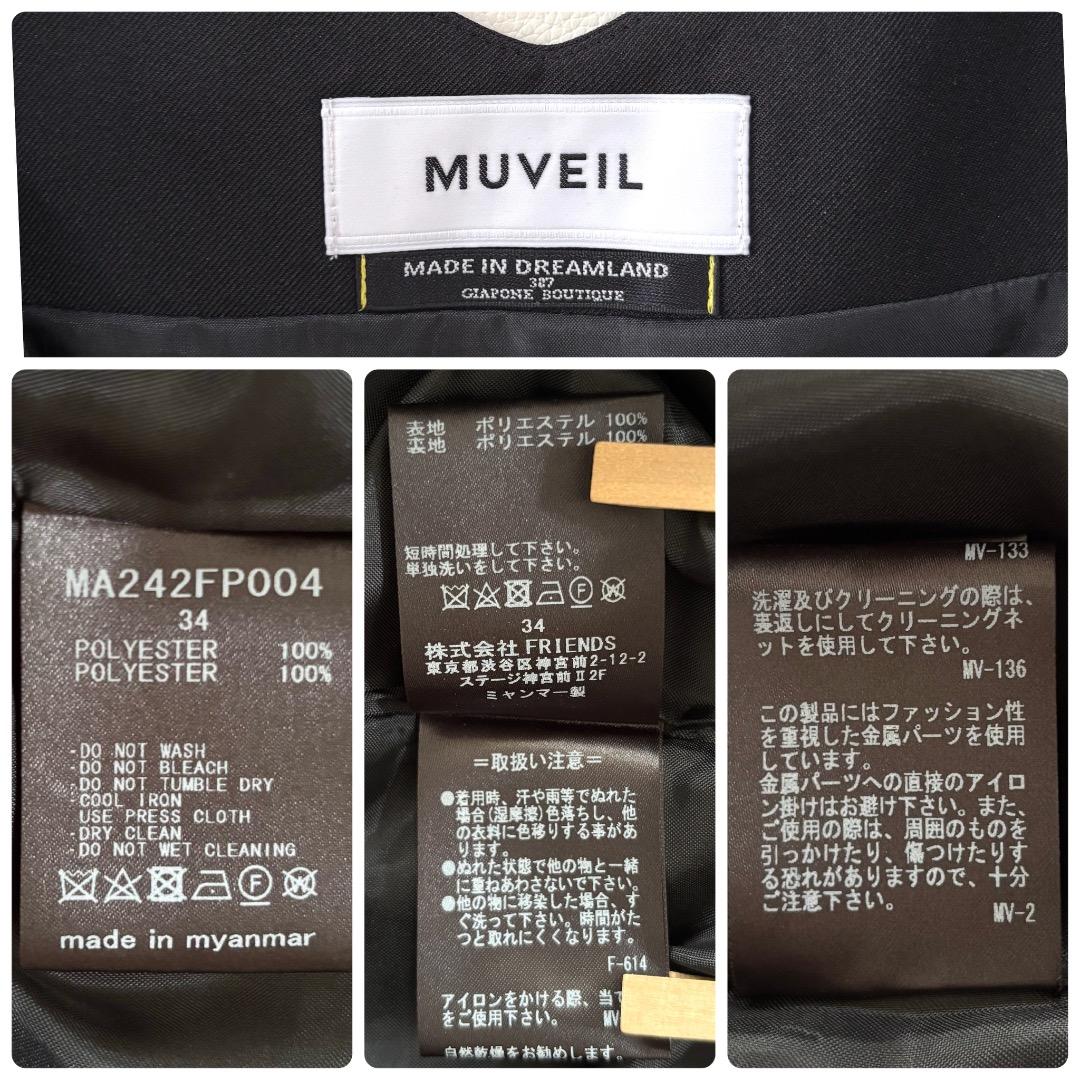 MUVEIL
MADE IN DREAMLAND
387
GIAPONE BOUTIQUE
MA242FP004
34
POLYESTER 100%
POLYESTER 100%
-DO NOT WASH
-DO NOT BLEACH
-DO NOT TUMBLE DRY
-COOL IRON
USE PRESS CLOTH
-DRY CLEAN
-DO NOT WET CLEANING
F
W
made in myanmar
表地 ポリエステル 100%
裏地 ポリエステル 100%
短時間処理して下さい。
単独洗いをして下さい。
F
W
34
株式会社 FRIENDS
東京都渋谷区神宮前2-12-2
ステージ神宮前Ⅱ2F
ミャンマー製
=取扱い注意=
●着用時、汗や雨等でぬれた
場合(湿摩擦)色落ちし、他
の衣料に色移りする事があ
ります。
●ぬれた状態で他の物と一緒
に重ねあわさないで下さい。
●他の物に移染した場合、す
ぐ洗って下さい。時間がた
つと取れにくくなります。
F-614
アイロンをかける際、当て
をご使用下さい。 MV
自然乾燥をお勧めします。
MV-133
洗濯及びクリーニングの際は、
裏返しにしてクリーニングネ
ットを使用して下さい。
MV-136
この製品にはファッション性
を重視した金属パーツを使用
しています。
金属パーツへの直接のアイロ
ン掛けはお避け下さい。また、
ご使用の際は、周囲のものを
引っかけたり、傷つけたりす
る恐れがありますので、十分
ご注意下さい。
MV-2